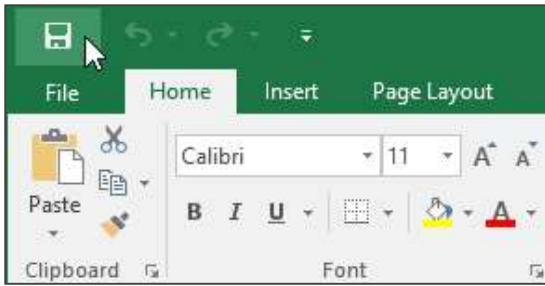 File Home Insert Page Layout
Calibri 11 A A
Paste B I U A
Clipboard Font